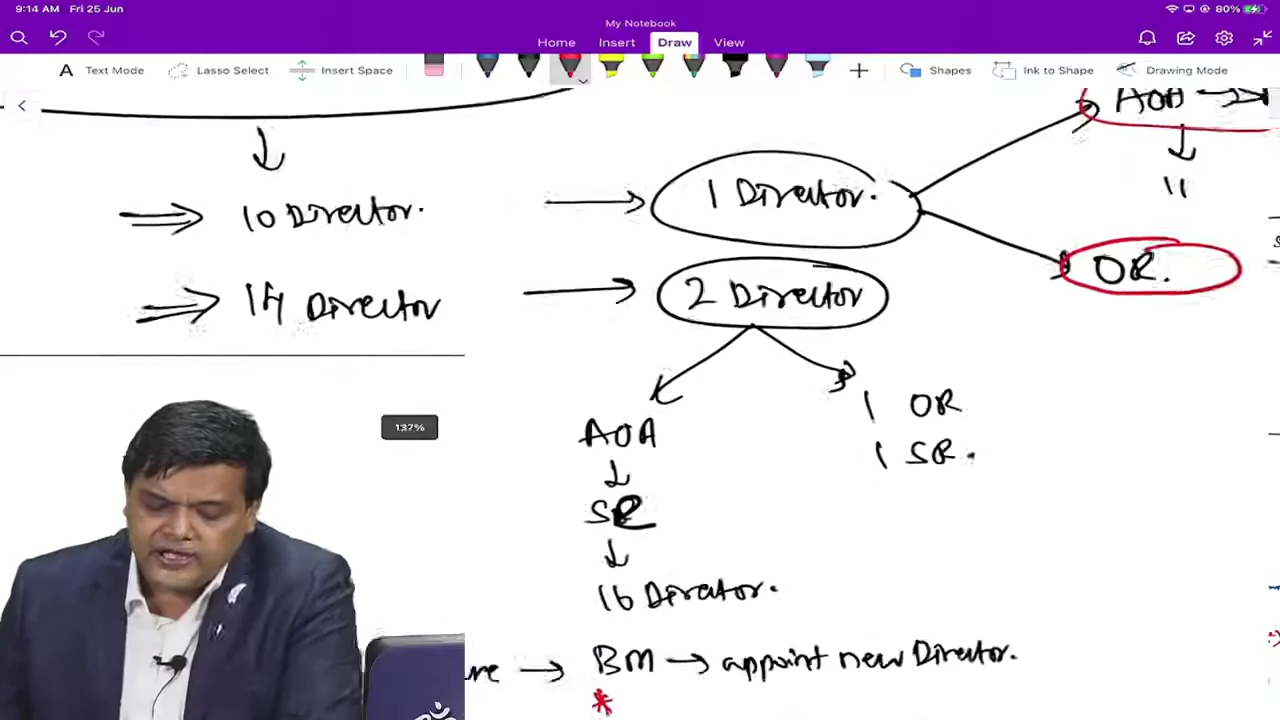 9:14 AM Fri 25 Jun
80%
My Notebook
Home Insert Draw View
Text Mode Lasso Select Insert Space Shapes Ink to Shape Drawing Mode
AOA
11
10 Director.
1 Director.
OR.
14 Director
2 Director
137%
AOA
1 OR
1 SR.
SR
16 Director.
BM → appoint new Director.
*